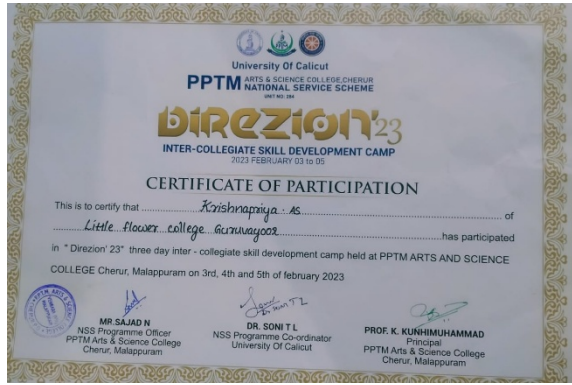 University Of Calicut
PPTM ARTS & SCIENCE COLLEGE,CHERUR
NATIONAL SERVICE SCHEME
UNIT NO: 284
DIREZION'23
INTER-COLLEGIATE SKILL DEVELOPMENT CAMP
2023 FEBRUARY 03 to 05
CERTIFICATE OF PARTICIPATION
This is to certify that Krishnapriya. AS of
Little flower college Guruvayoor has participated
in "Direzion' 23" three day inter - collegiate skill development camp held at PPTM ARTS AND SCIENCE
COLLEGE Cherur, Malappuram on 3rd, 4th and 5th of february 2023
MR.SAJAD N
NSS Programme Officer
PPTM Arts & Science College
Cherur, Malappuram
DR. SONI T L
NSS Programme Co-ordinator
University Of Calicut
PROF. K. KUNHIMUHAMMAD
Principal
PPTM Arts & Science College
Cherur, Malappuram